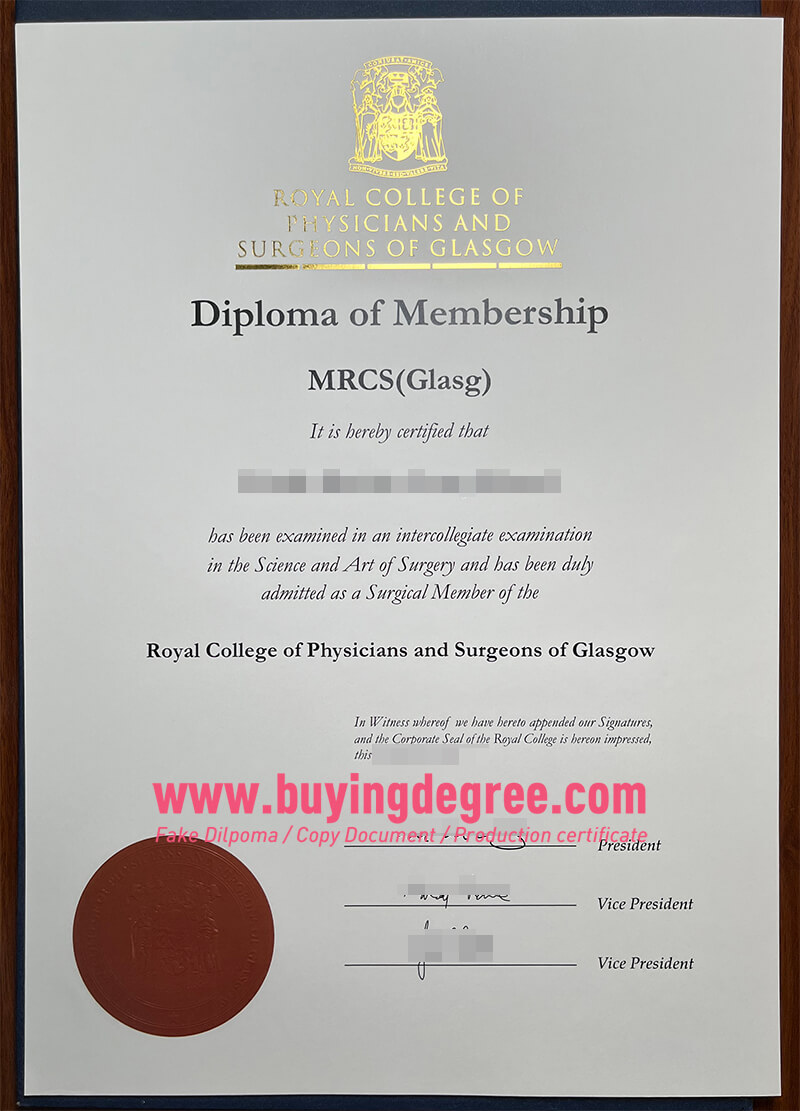 ROYAL COLLEGE OF
PHYSICIANS AND
SURGEONS OF GLASGOW
Diploma of Membership
MRCS(Glasg)
It is hereby certified that
has been examined in an intercollegiate examination
in the Science and Art of Surgery and has been duly
admitted as a Surgical Member of the
Royal College of Physicians and Surgeons of Glasgow
In Witness whereof we have hereto appended our Signatures,
and the Corporate Seal of the Royal College is hereon impressed,
this
www.buyingdegree.com
Fake Dilpoma / Copy Document / Production certificate
President
Vice President
Vice President